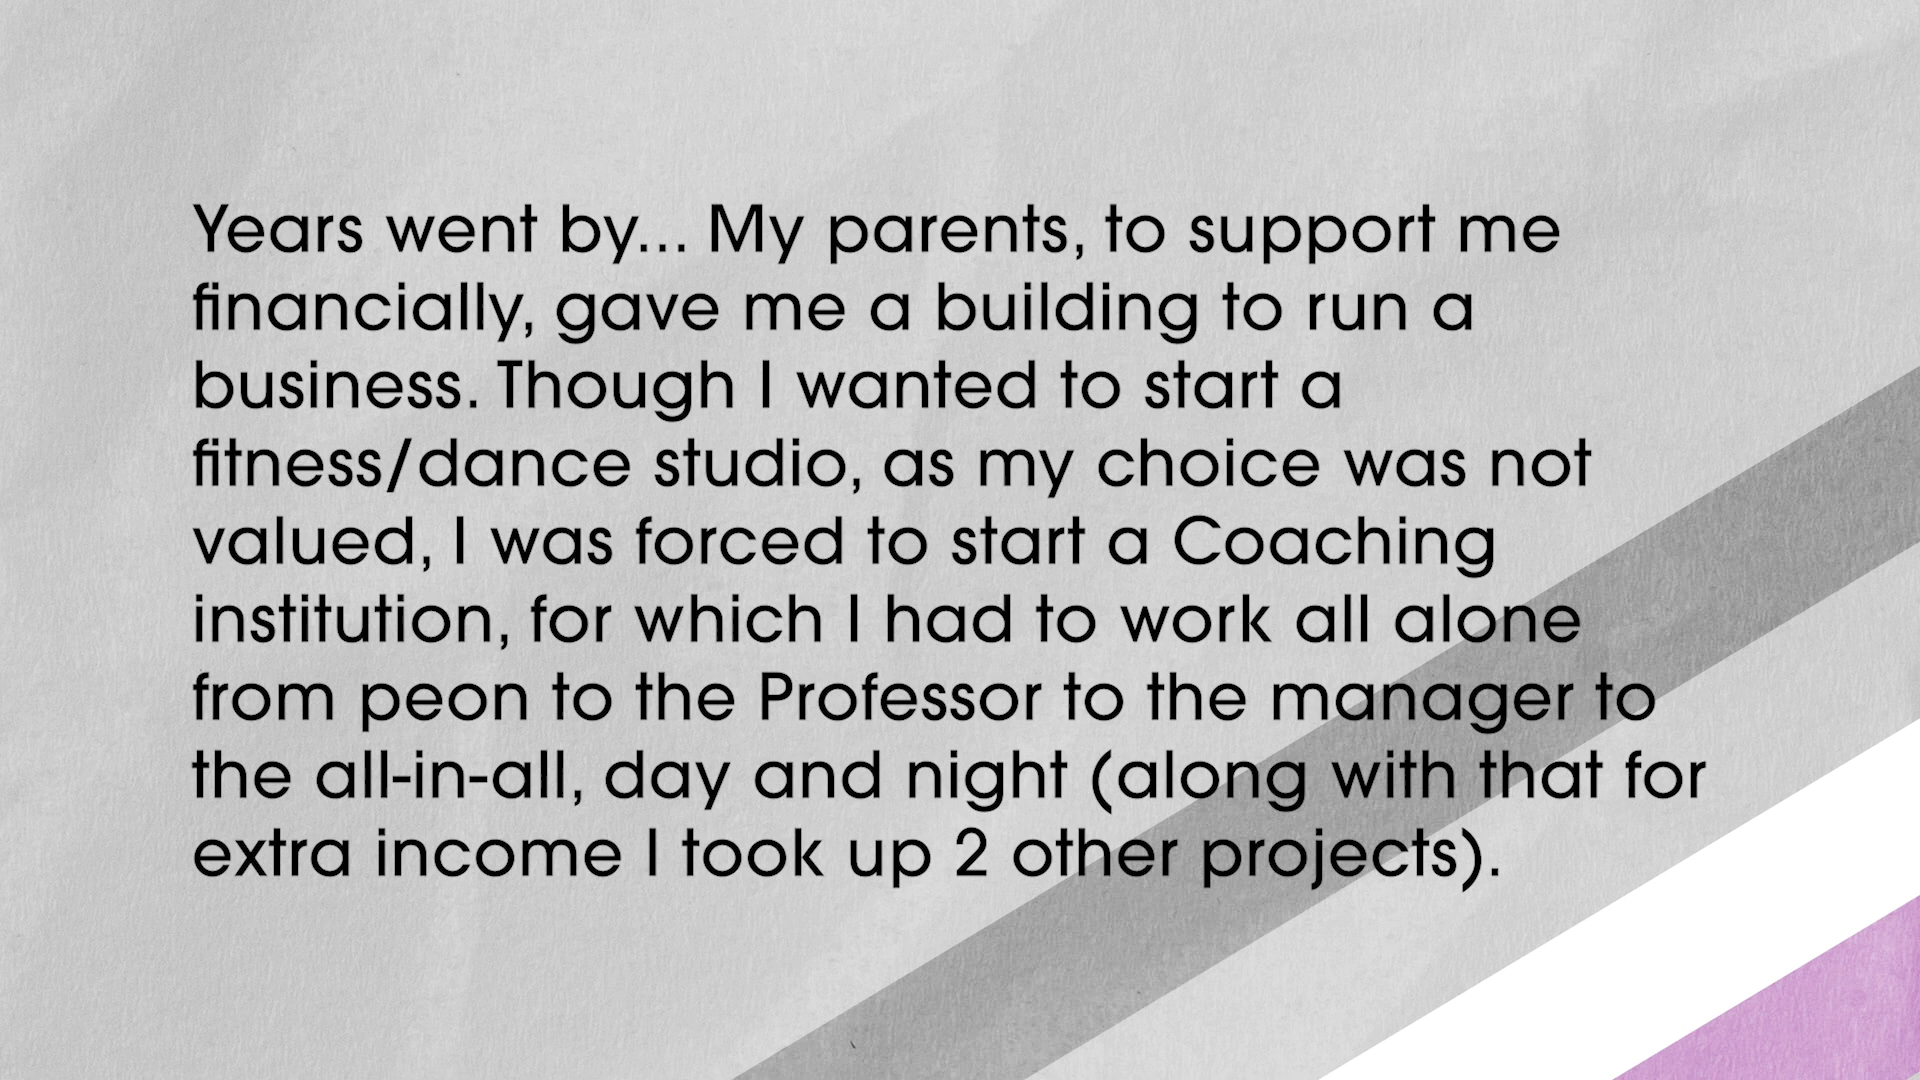 Years went by... My parents, to support me
financially, gave me a building to run a
business. Though I wanted to start a
fitness/dance studio, as my choice was not
valued, I was forced to start a Coaching
institution, for which I had to work all alone
from peon to the Professor to the manager to
the all-in-all, day and night (along with that for
extra income I took up 2 other projects).